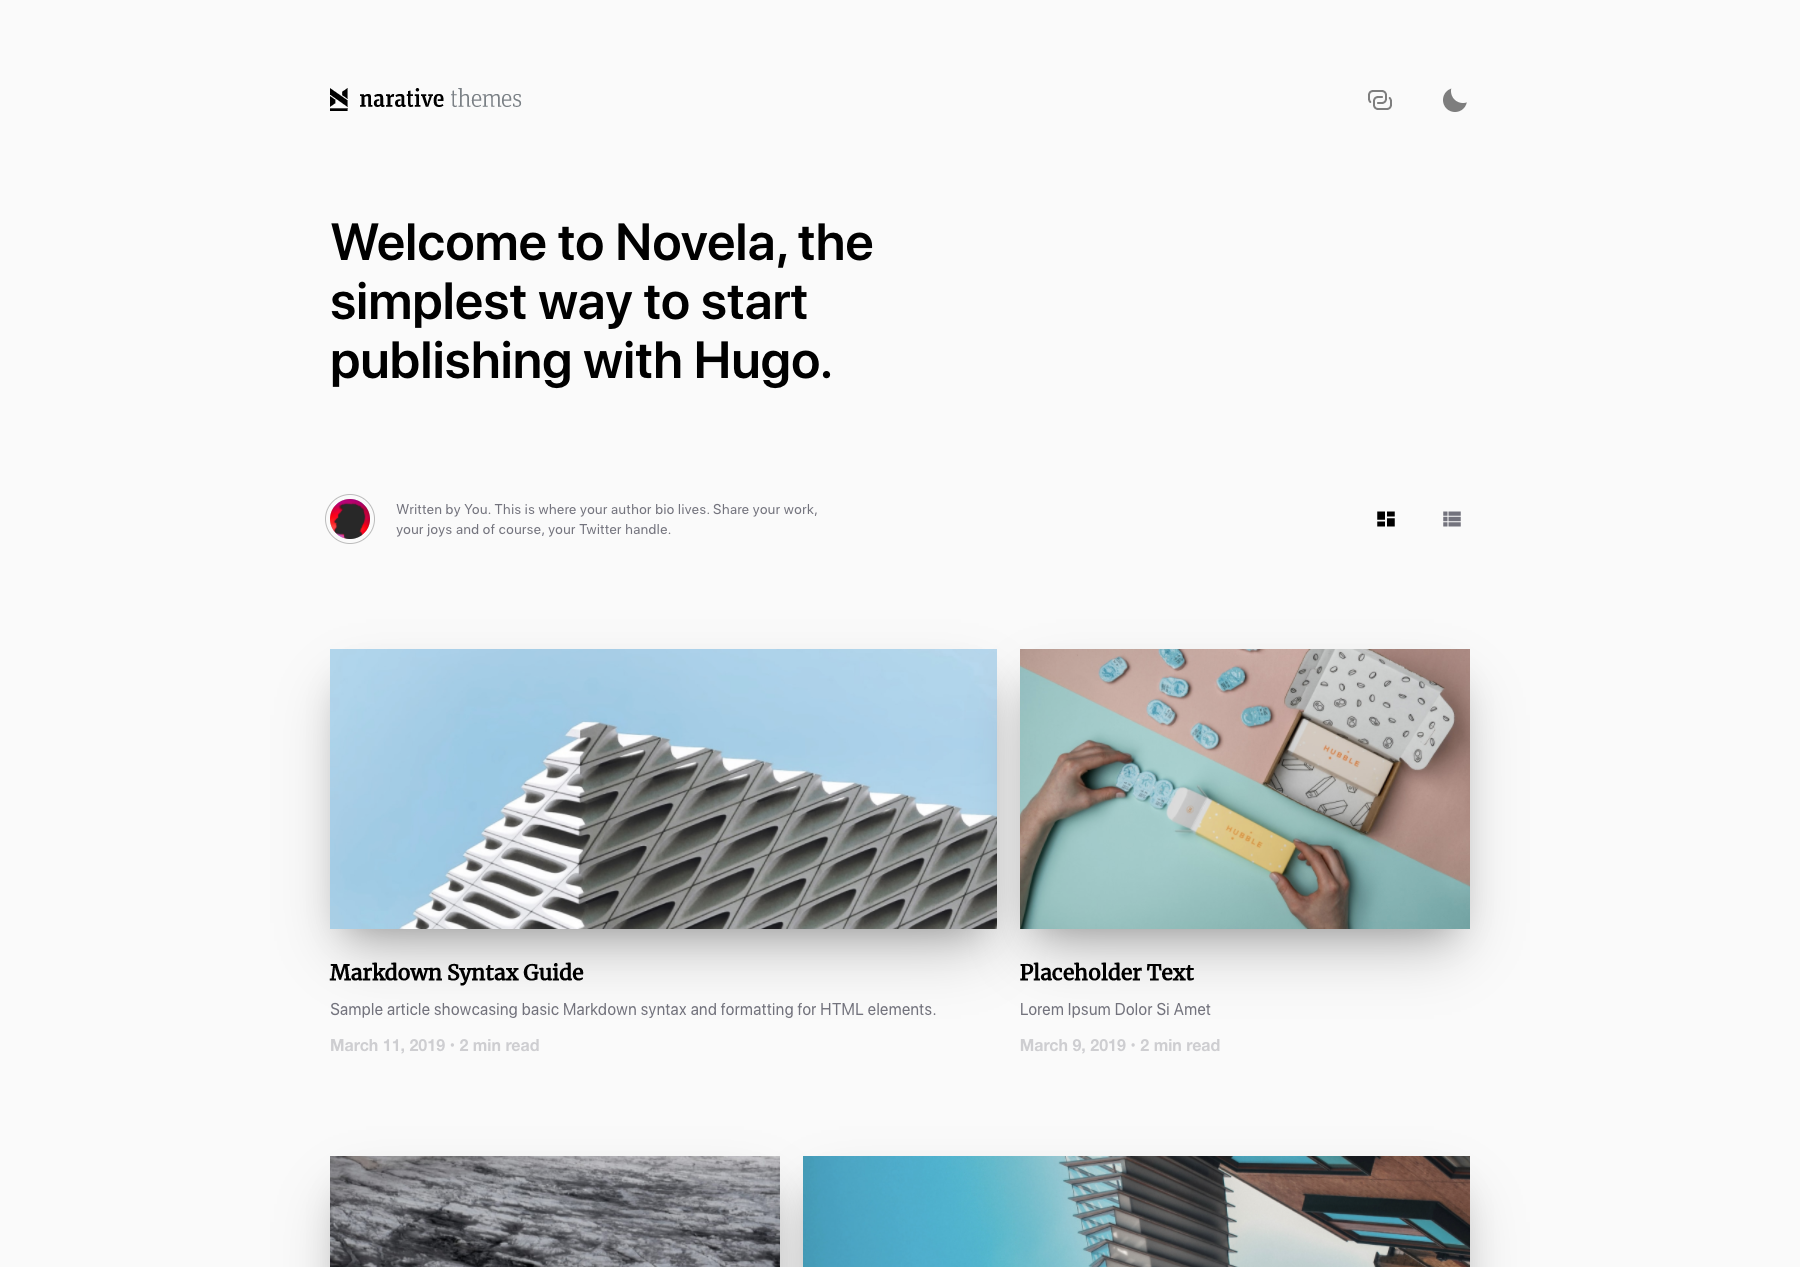 narative themes
Welcome to Novela, the
simplest way to start
publishing with Hugo.
Written by You. This is where your author bio lives. Share your work,
your joys and of course, your Twitter handle.
HUBBLE
HUBBLE
Markdown Syntax Guide
Sample article showcasing basic Markdown syntax and formatting for HTML elements.
March 11, 2019 • 2 min read
Placeholder Text
Lorem Ipsum Dolor Si Amet
March 9, 2019 • 2 min read